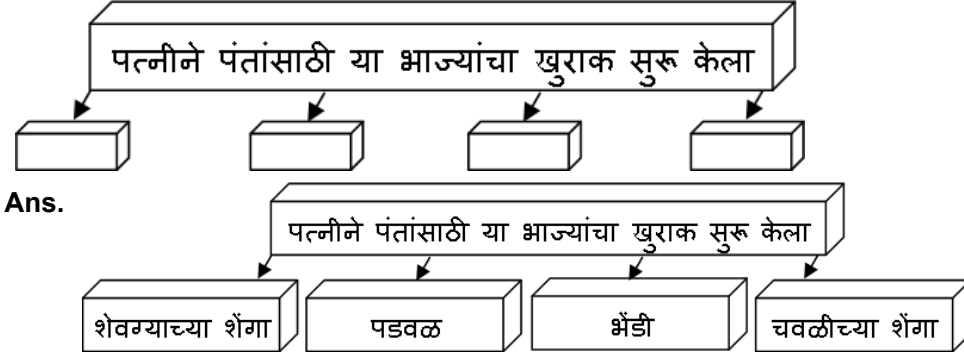 पत्नीने पंतांसाठी या भाज्यांचा खुराक सुरू केला
Ans.
पत्नीने पंतांसाठी या भाज्यांचा खुराक सुरू केला
शेवग्याच्या शेंगा पडवळ भेंडी चवळीच्या शेंगा